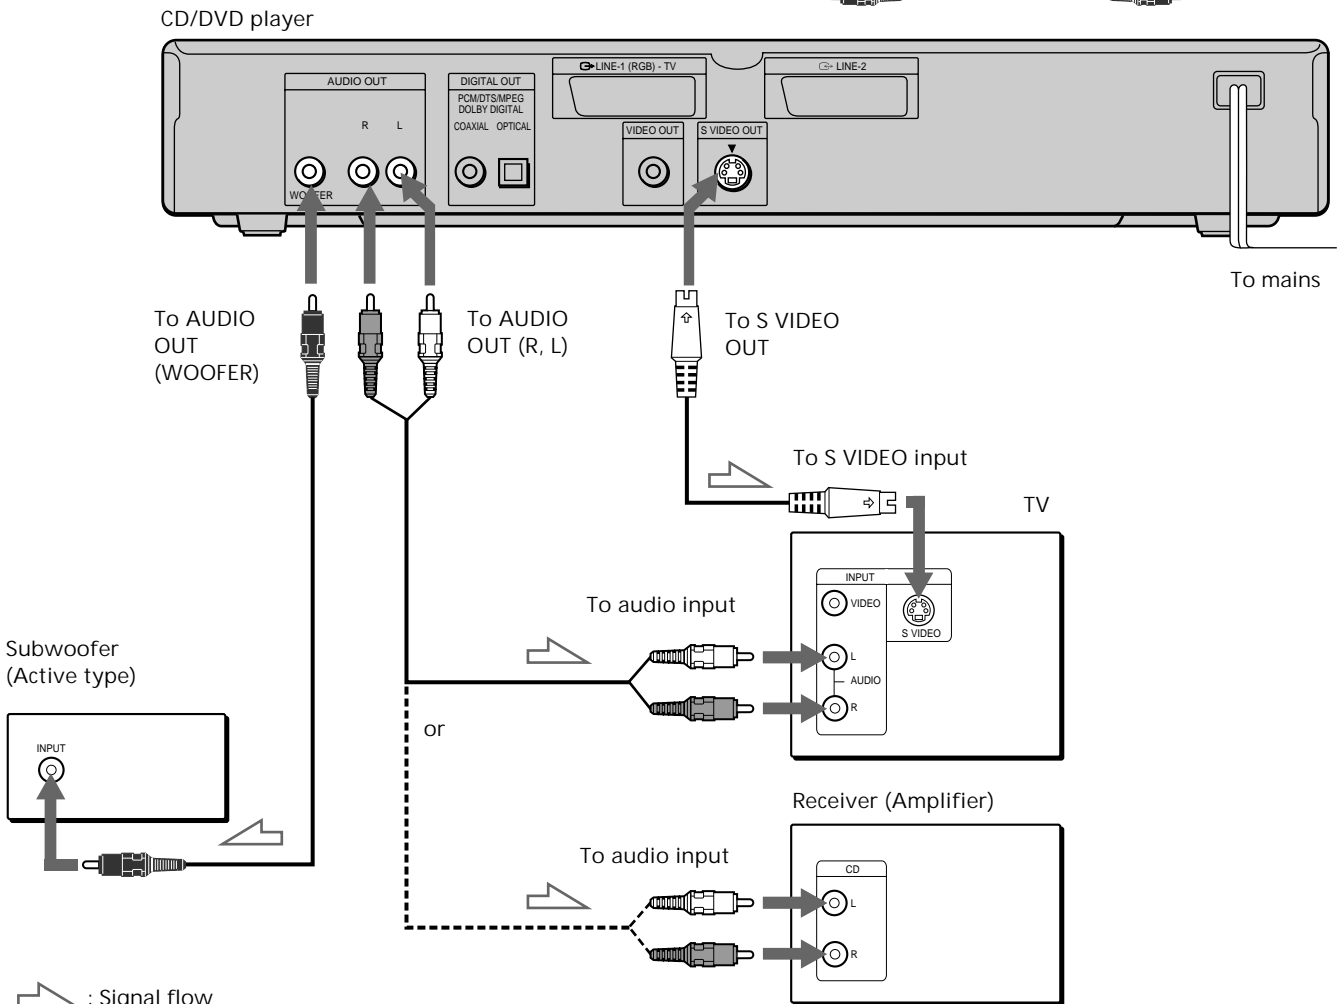 CD/DVD player
LINE-1 (RGB) - TV
LINE-2
AUDIO OUT
DIGITAL OUT
PCM/DTS/MPEG
DOLBY DIGITAL
R L
COAXIAL OPTICAL
VIDEO OUT
S VIDEO OUT
WOOFER
To mains
To AUDIO
OUT
(WOOFER)
To AUDIO
OUT (R, L)
To S VIDEO
OUT
To S VIDEO input
TV
INPUT
VIDEO
S VIDEO
To audio input
L
AUDIO
R
Subwoofer
(Active type)
INPUT
or
Receiver (Amplifier)
To audio input
CD
L
R
: Signal flow